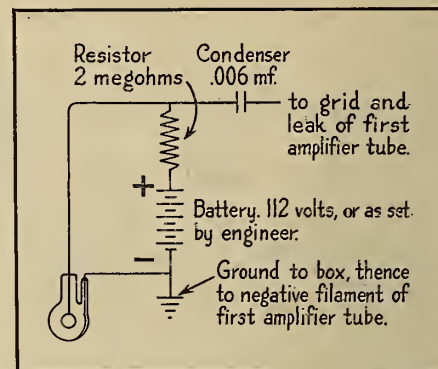 Resistor
2 megohms
Condenser
.006 mf.
to grid and
leak of first
amplifier tube.
+
Battery. 112 volts, or as set
by engineer.
−
Ground to box, thence
to negative filament of
first amplifier tube.